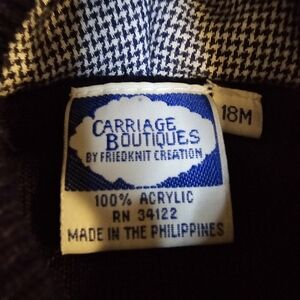 CARRIAGE
BOUTIQUES
BY FRIEDKNIT CREATION
100% ACRYLIC
RN 34122
MADE IN THE PHILIPPINES
18M